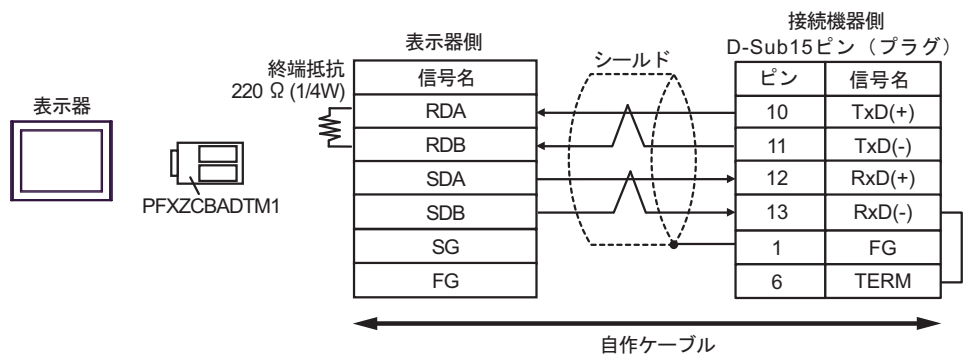 接続機器側
D-Sub15ピン（プラグ）
表示器側
シールド
終端抵抗
220 Ω (1/4W)
信号名
ピン 信号名
表示器
RDA 10 TxD(+)
RDB 11 TxD(-)
SDA 12 RxD(+)
PFXZCBADTM1
SDB 13 RxD(-)
SG 1 FG
FG 6 TERM
自作ケーブル